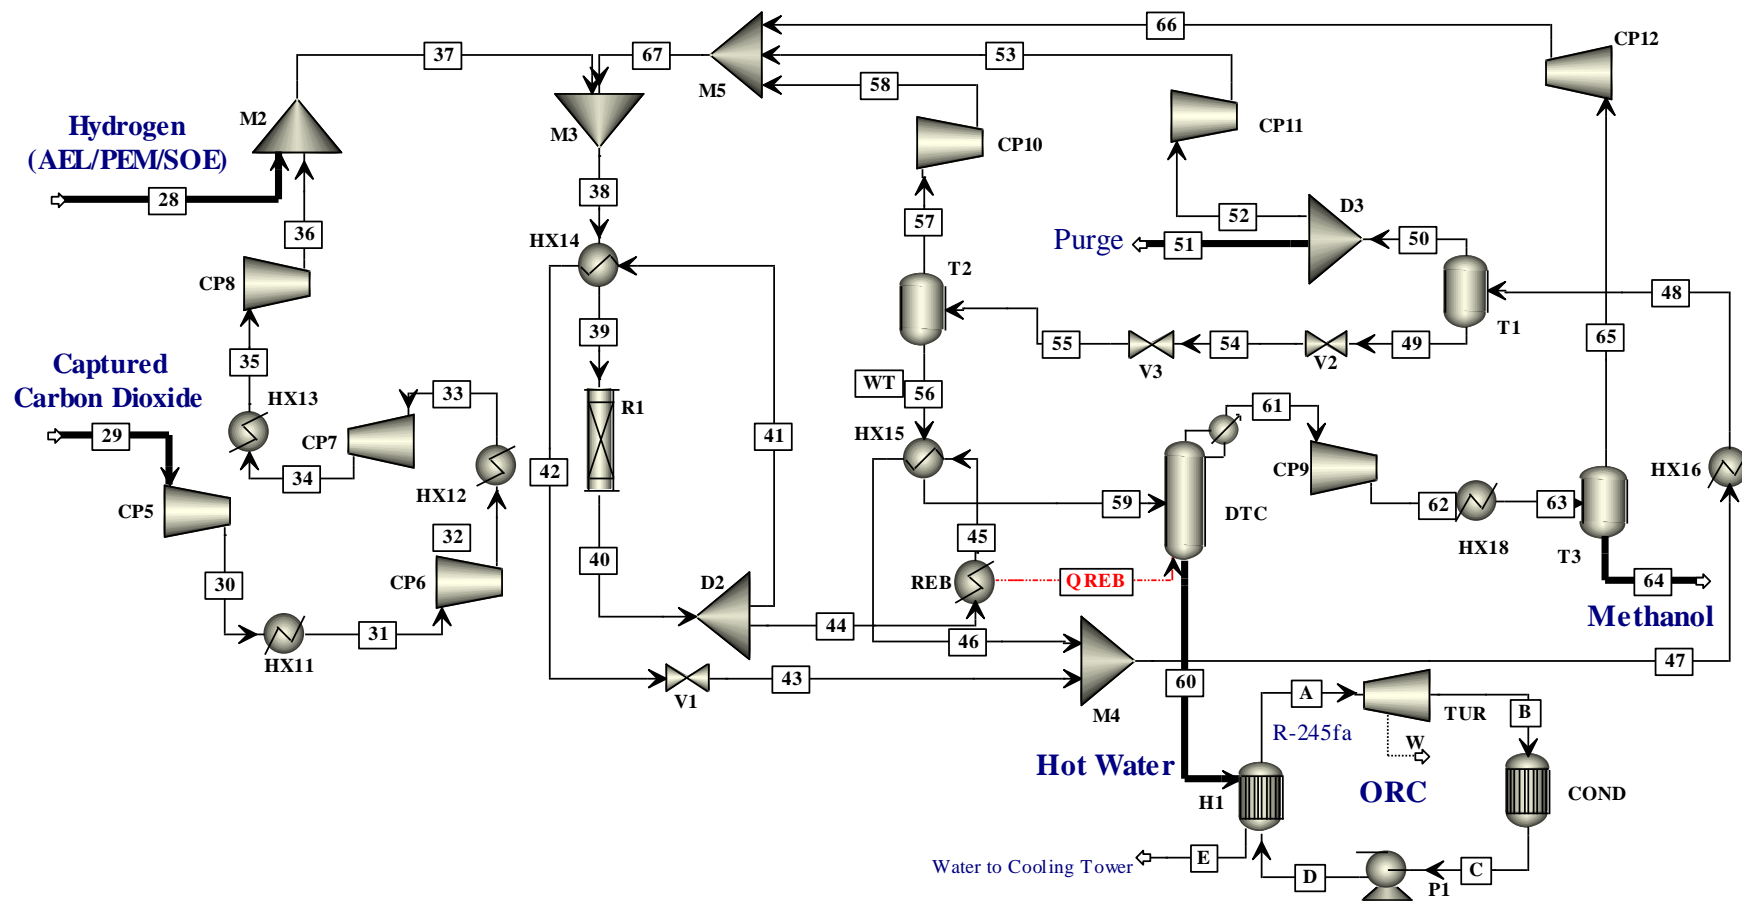 66
CP12
37
67
53
M5
58
M2
Hydrogen
(AEL/PEM/SOE)
M3
CP10
CP11
28
38
36
57
52
D3
HX14
Purge
51
50
CP8
T2
48
39
T1
65
35
55
54
49
V3
V2
Captured
Carbon Dioxide
HX13
33
WT
56
R1
61
29
CP7
41
HX15
34
42
HX12
CP9
HX16
CP5
59
DTC
62
63
32
45
HX18
T3
40
30
CP6
REB
QREB
64
D2
Methanol
31
44
46
HX11
47
V1
43
60
M4
A
TUR
B
R-245fa
W
Hot Water
H1
ORC
COND
Water to Cooling Tower
E
D
C
P1